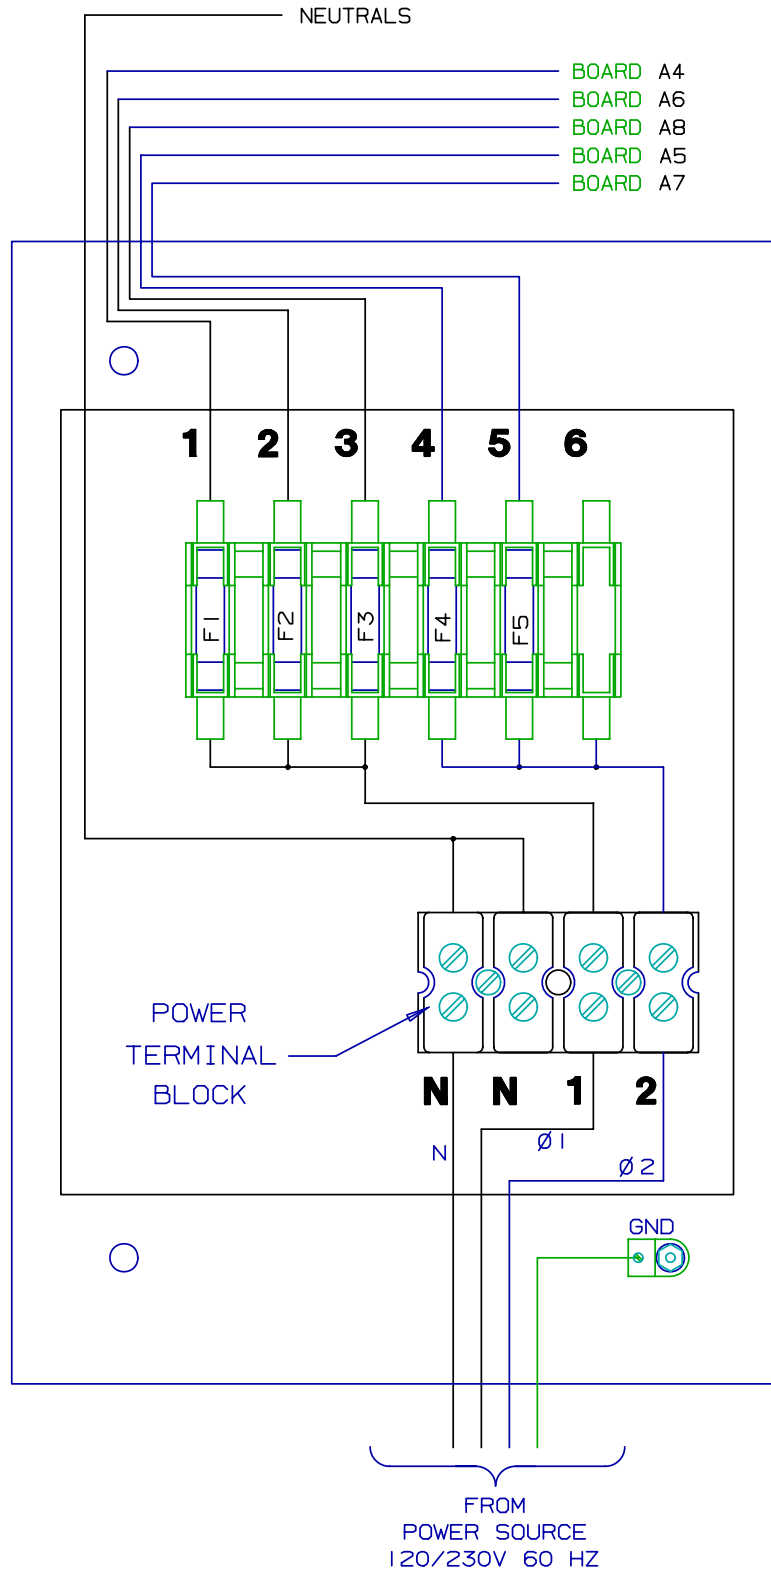 NEUTRALS
BOARD A4
BOARD A6
BOARD A8
BOARD A5
BOARD A7
1 2 3 4 5 6
F1 F2 F3 F4 F5
POWER
TERMINAL
BLOCK
N N 1 2
N Ø1
Ø2
GND
FROM
POWER SOURCE
120/230V 60 HZ